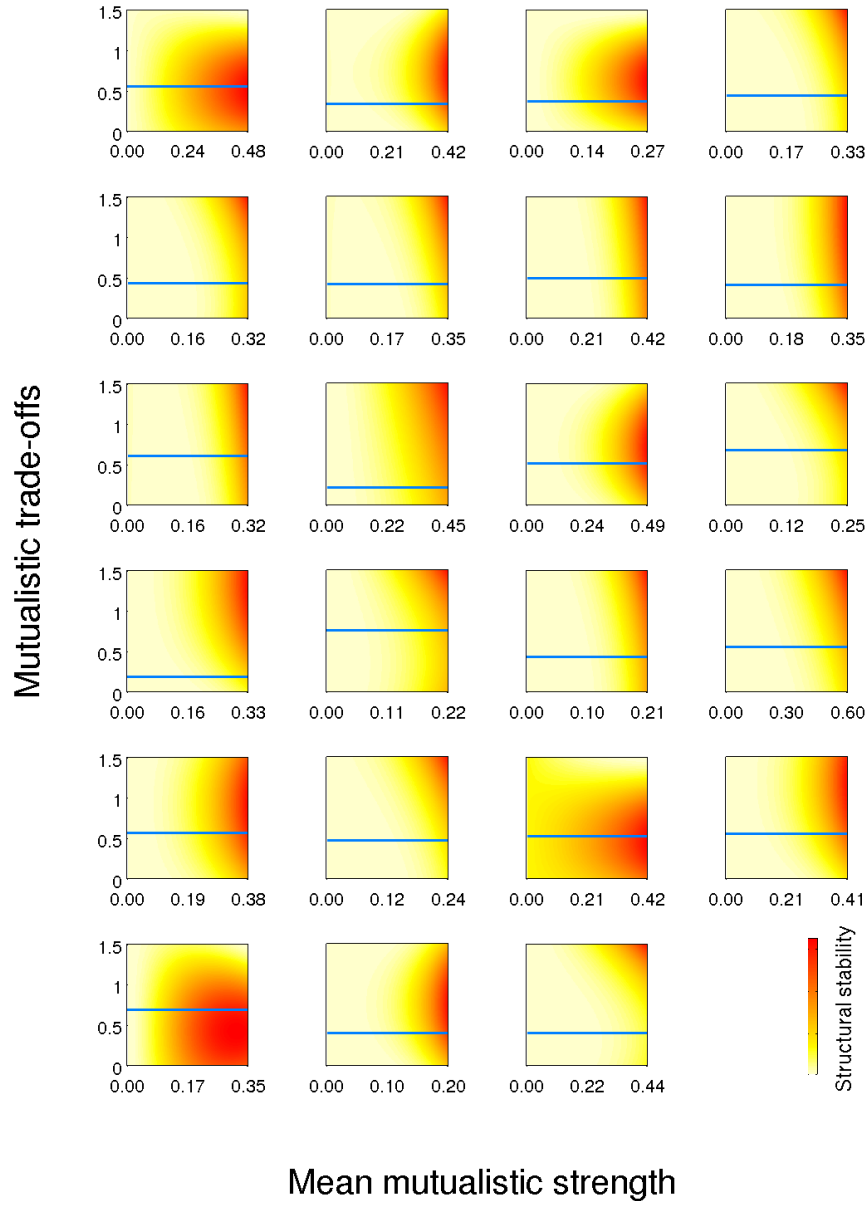 1.5
1
0.5
0
0.00 0.24 0.48 0.00 0.21 0.42 0.00 0.14 0.27 0.00 0.17 0.33
1.5
1
0.5
0
0.00 0.16 0.32 0.00 0.17 0.35 0.00 0.21 0.42 0.00 0.18 0.35
Mutualistic trade-offs
1.5
1
0.5
0
0.00 0.16 0.32 0.00 0.22 0.45 0.00 0.24 0.49 0.00 0.12 0.25
1.5
1
0.5
0
0.00 0.16 0.33 0.00 0.11 0.22 0.00 0.10 0.21 0.00 0.30 0.60
1.5
1
0.5
0
0.00 0.19 0.38 0.00 0.12 0.24 0.00 0.21 0.42 0.00 0.21 0.41
1.5
1
0.5
0
0.00 0.17 0.35 0.00 0.10 0.20 0.00 0.22 0.44
Structural stability
Mean mutualistic strength